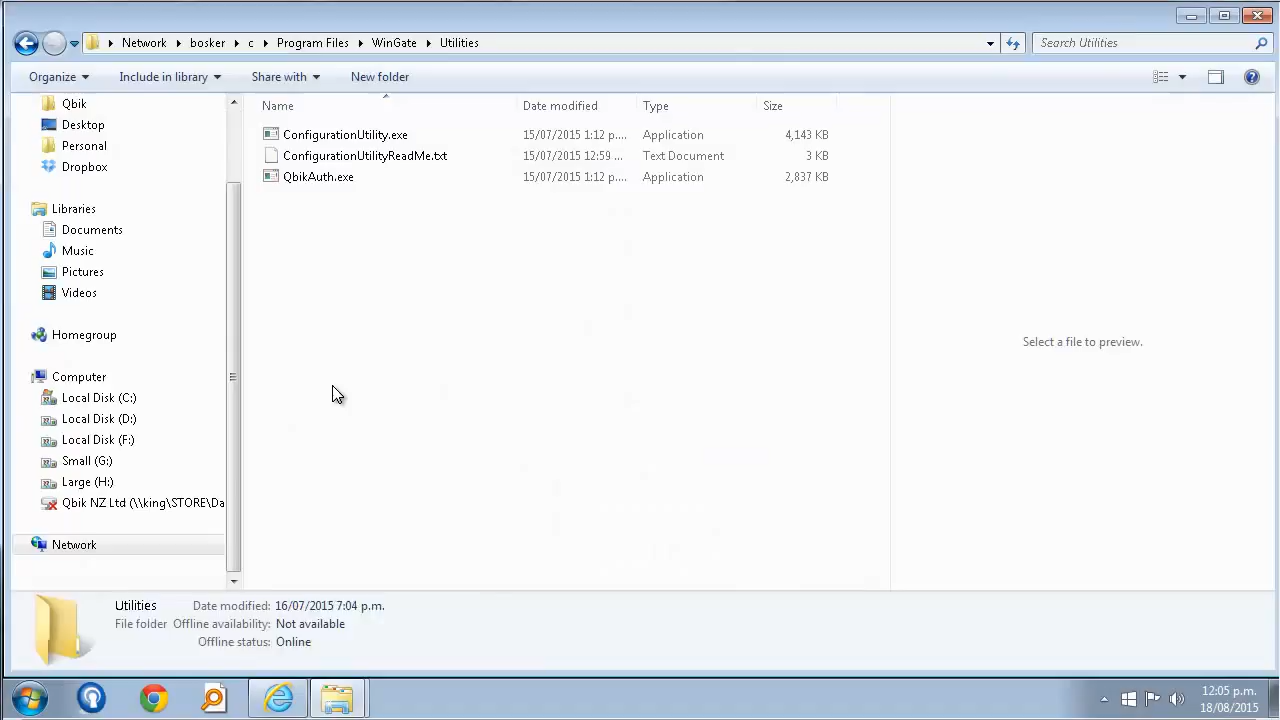 Network bosker c Program Files WinGate Utilities
Search Utilities
Organize Include in library Share with New folder
Name Date modified Type Size
Qbik
Desktop
Personal
Dropbox
Libraries
Documents
Music
Pictures
Videos
Homegroup
Computer
Local Disk (C:)
Local Disk (D:)
Local Disk (F:)
Small (G:)
Large (H:)
Qbik NZ Ltd (\\king\STORE\Da
Network
ConfigurationUtility.exe 15/07/2015 1:12 p.... Application 4,143 KB
ConfigurationUtilityReadMe.txt 15/07/2015 12:59 ... Text Document 3 KB
QbikAuth.exe 15/07/2015 1:12 p.... Application 2,837 KB
Select a file to preview.
Utilities Date modified: 16/07/2015 7:04 p.m.
File folder Offline availability: Not available
Offline status: Online
12:05 p.m.
18/08/2015